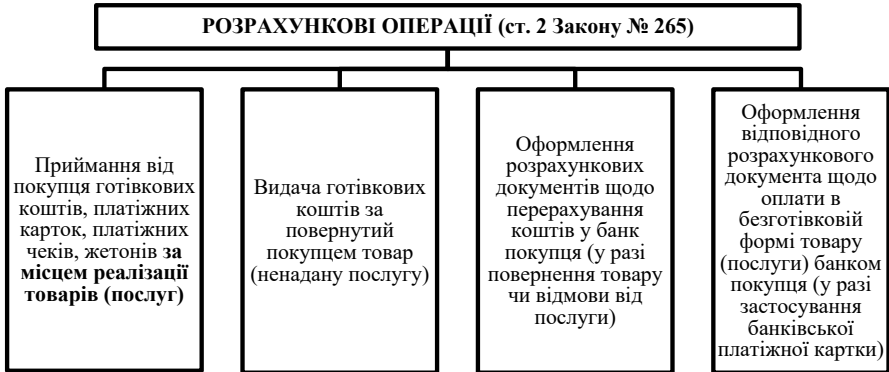 РОЗРАХУНКОВІ ОПЕРАЦІЇ (ст. 2 Закону № 265)
Приймання від
покупця готівкових
коштів, платіжних
карток, платіжних
чеків, жетонів за
місцем реалізації
товарів (послуг)
Видача готівкових
коштів за
повернутий
покупцем товар
(ненадану послугу)
Оформлення
розрахункових
документів щодо
перерахування
коштів у банк
покупця (у разі
повернення товару
чи відмови від
послуги)
Оформлення
відповідного
розрахункового
документа щодо
оплати в
безготівковій
формі товару
(послуги) банком
покупця (у разі
застосування
банківської
платіжної картки)